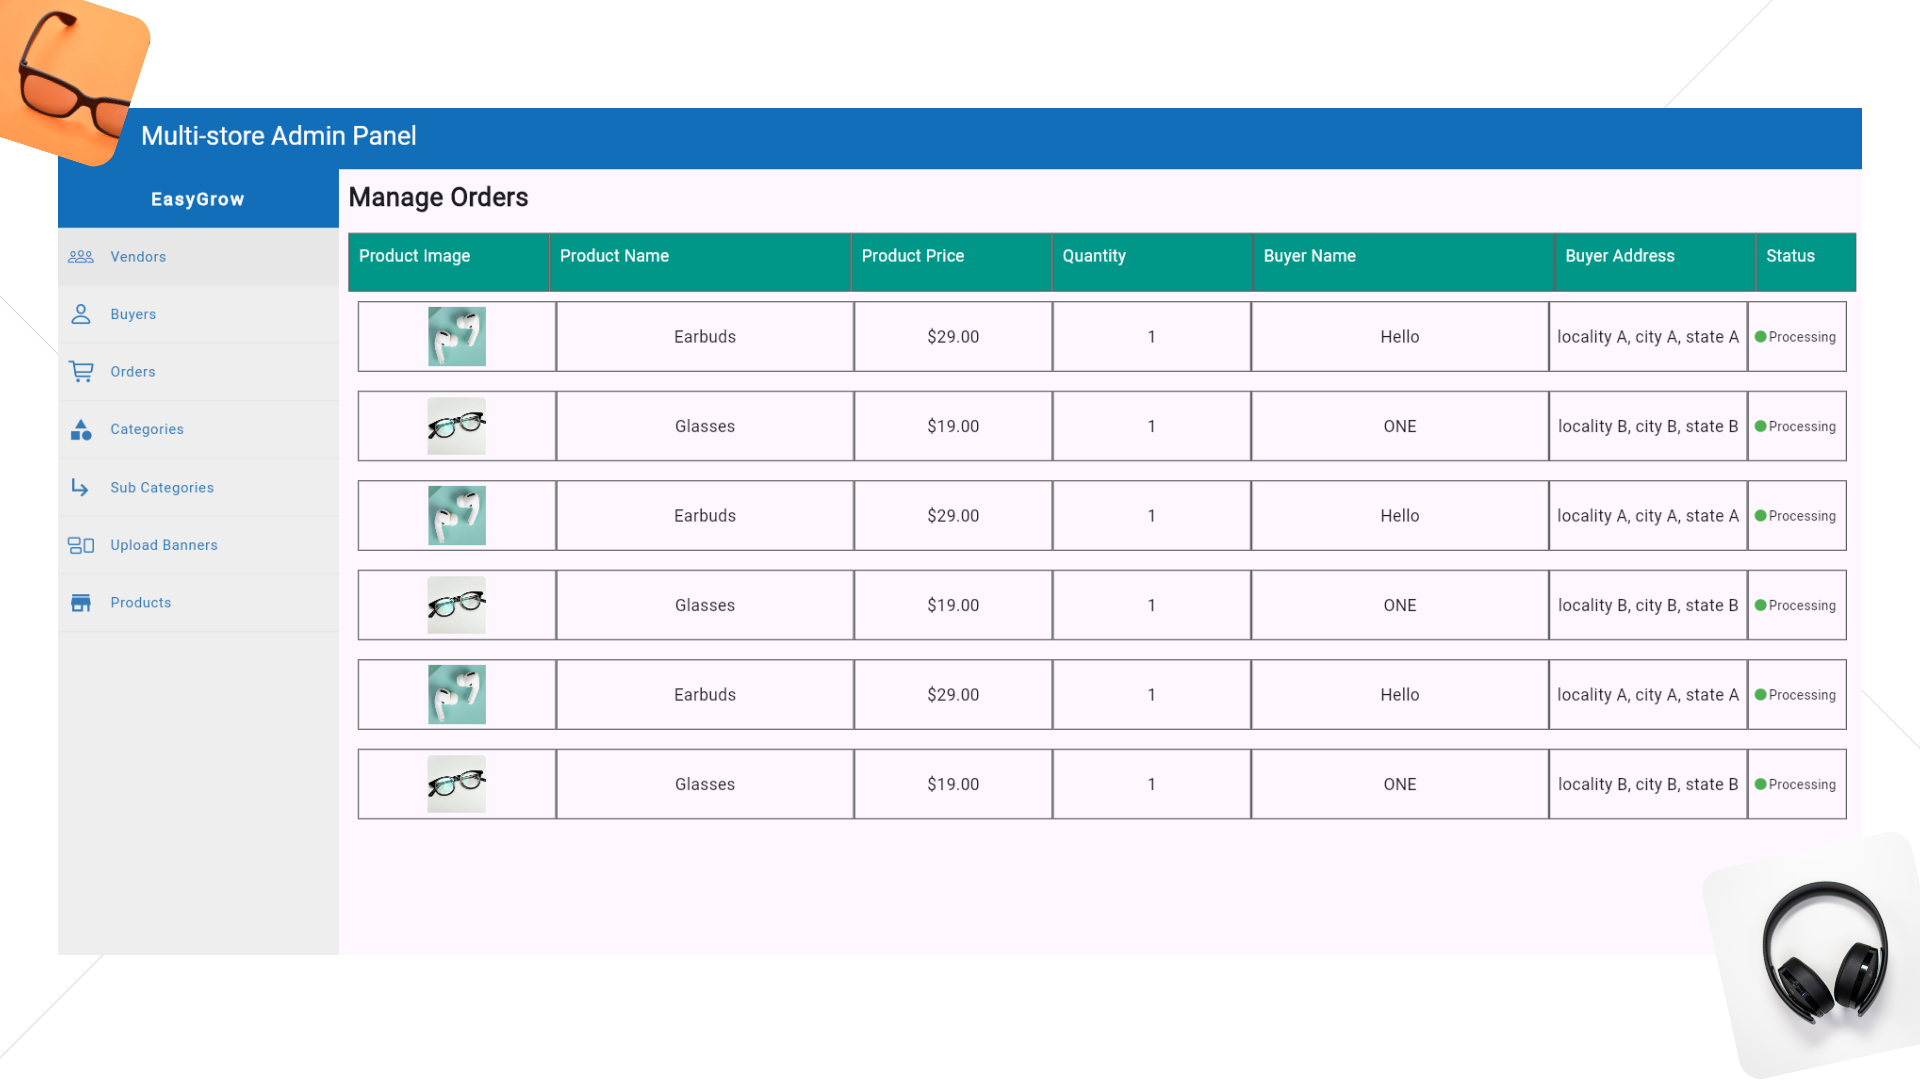 Multi-store Admin Panel
EasyGrow
Vendors
Buyers
Orders
Categories
Sub Categories
Upload Banners
Products
Manage Orders
Product Image Product Name Product Price Quantity Buyer Name Buyer Address Status
Earbuds $29.00 1 Hello locality A, city A, state A Processing
Glasses $19.00 1 ONE locality B, city B, state B Processing
Earbuds $29.00 1 Hello locality A, city A, state A Processing
Glasses $19.00 1 ONE locality B, city B, state B Processing
Earbuds $29.00 1 Hello locality A, city A, state A Processing
Glasses $19.00 1 ONE locality B, city B, state B Processing